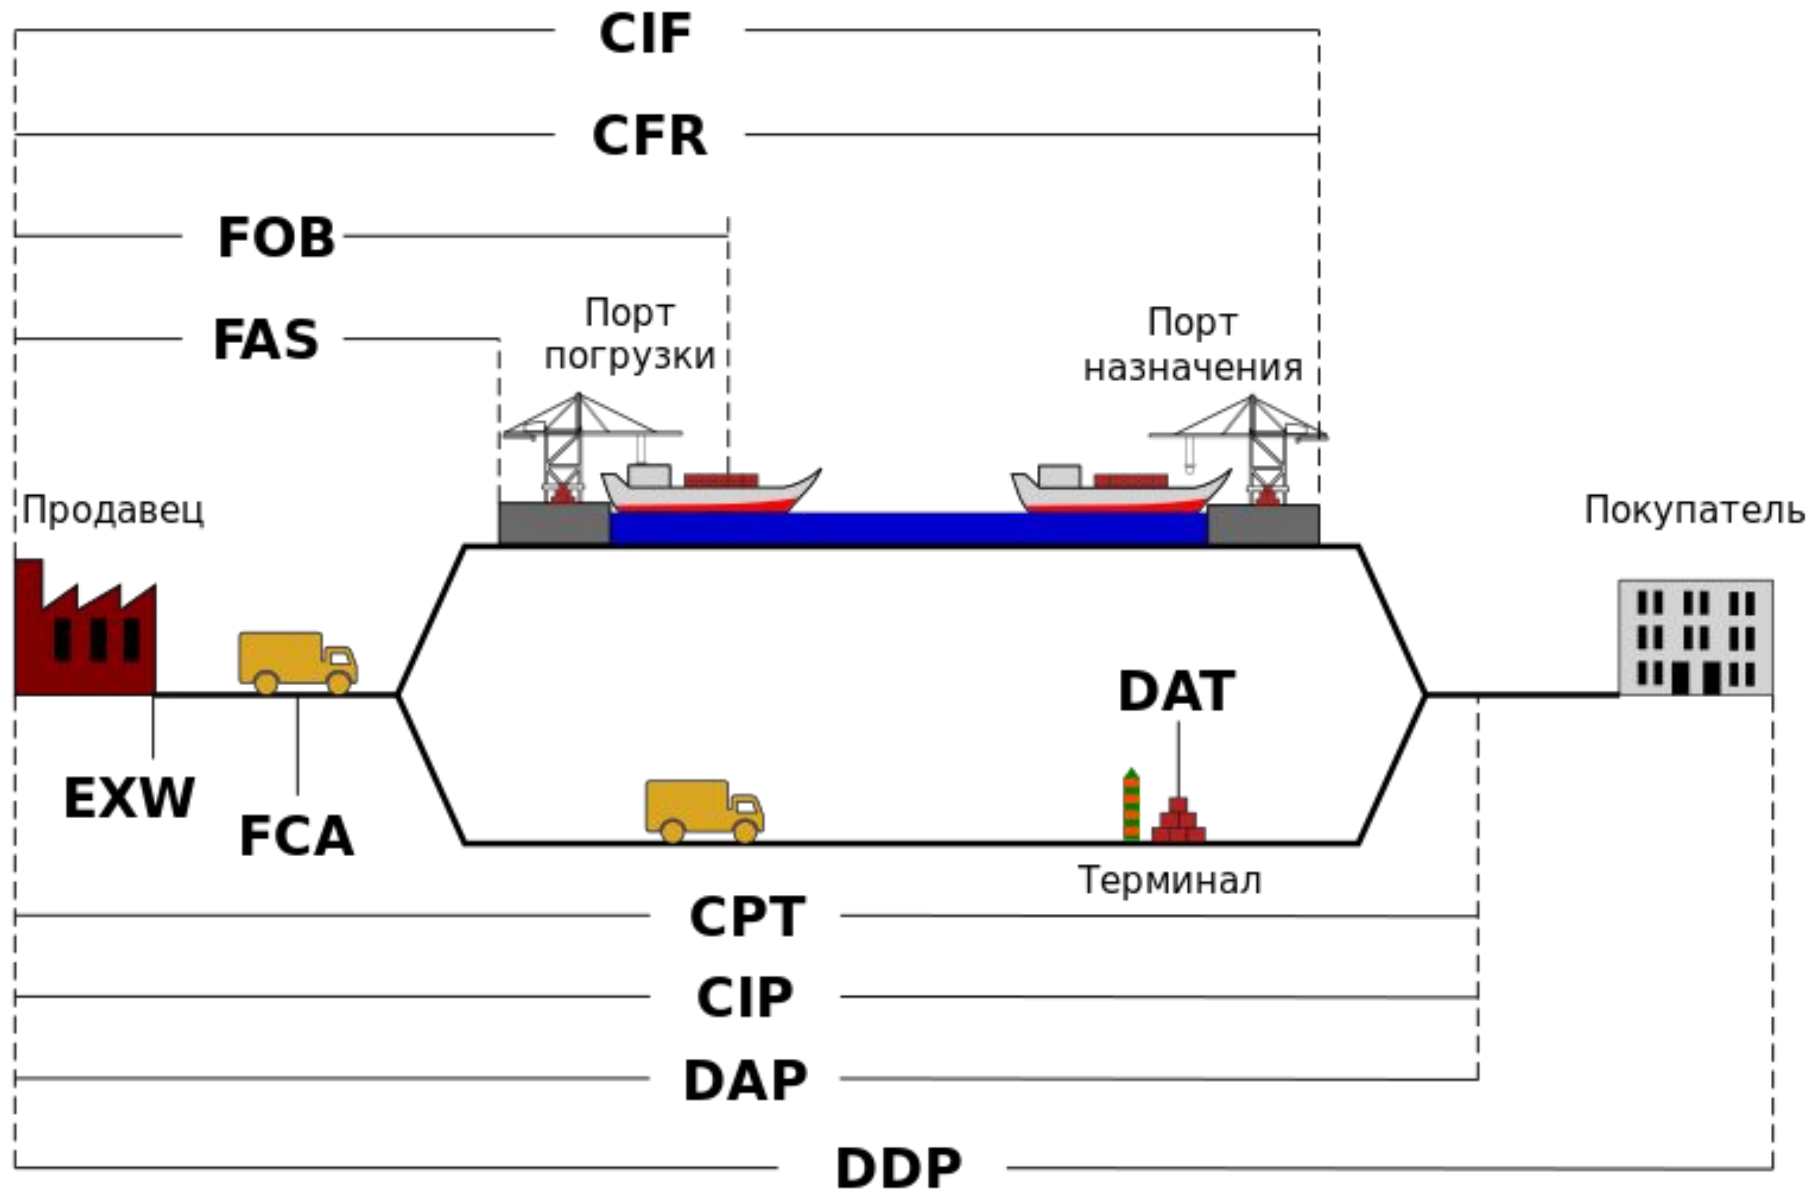 CIF
CFR
FOB
FAS
Порт
погрузки
Порт
назначения
Продавец
Покупатель
DAT
EXW
FCA
Терминал
CPT
CIP
DAP
DDP